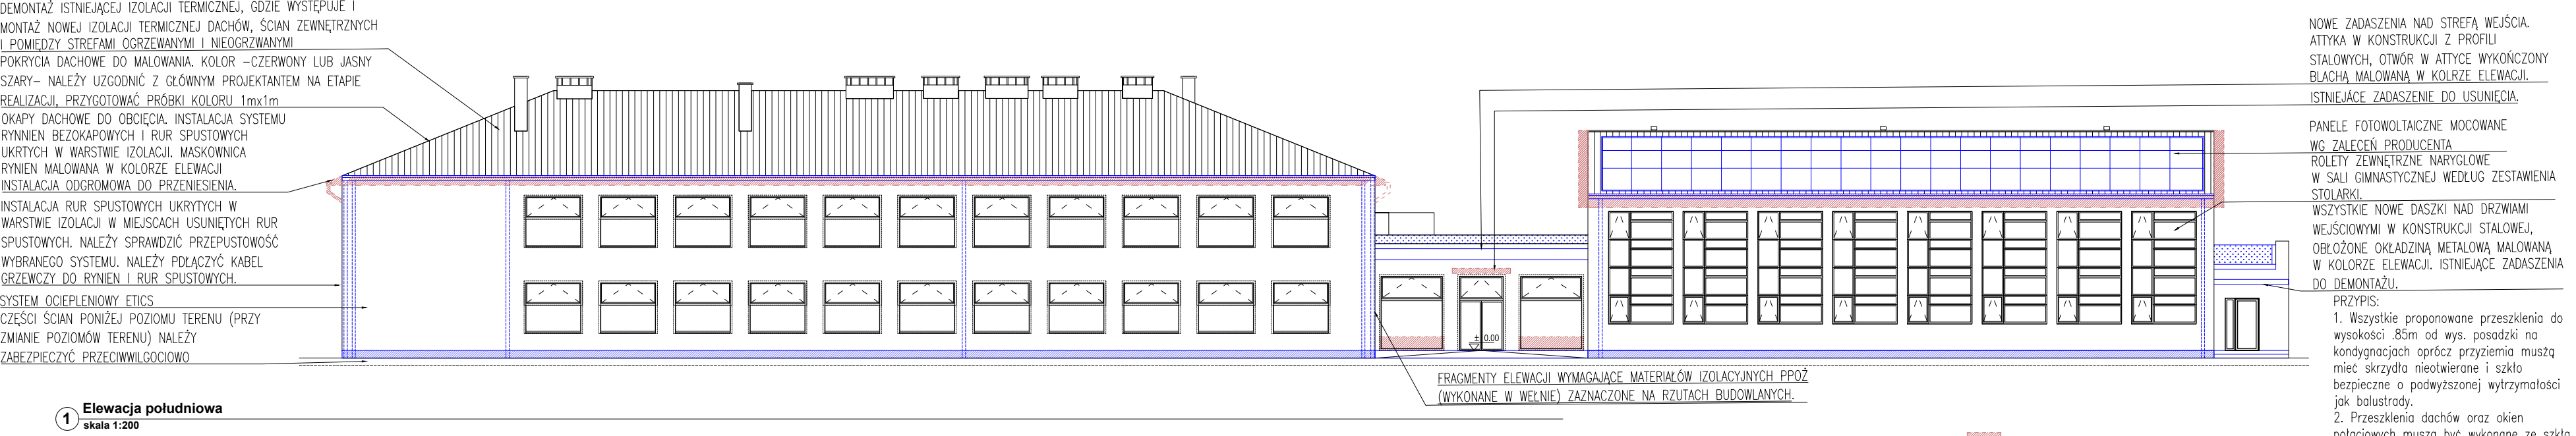 DEMONTAŻ ISTNIEJĄCEJ IZOLACJI TERMICZNEJ, GDZIE WYSTĘPUJE I
MONTAŻ NOWEJ IZOLACJI TERMICZNEJ DACHÓW, ŚCIAN ZEWNĘTRZNYCH
I POMIĘDZY STREFAMI OGRZEWANYMI I NIEOGRZWANYMI
POKRYCIA DACHOWE DO MALOWANIA. KOLOR –CZERWONY LUB JASNY
SZARY– NALEŻY UZGODNIĆ Z GŁÓWNYM PROJEKTANTEM NA ETAPIE
REALIZACJI, PRZYGOTOWAĆ PRÓBKI KOLORU 1mx1m
OKAPY DACHOWE DO OBCIĘCIA. INSTALACJA SYSTEMU
RYNNIEN BEZOKAPOWYCH I RUR SPUSTOWYCH
UKRTYCH W WARSTWIE IZOLACJI. MASKOWNICA
RYNIEN MALOWANA W KOLORZE ELEWACJI
INSTALACJA ODGROMOWA DO PRZENIESIENIA.
INSTALACJA RUR SPUSTOWYCH UKRYTYCH W
WARSTWIE IZOLACJI W MIEJSCACH USUNIĘTYCH RUR
SPUSTOWYCH. NALEŻY SPRAWDZIĆ PRZEPUSTOWOŚĆ
WYBRANEGO SYSTEMU. NALEŻY PDŁĄCZYĆ KABEL
GRZEWCZY DO RYNIEN I RUR SPUSTOWYCH.
SYSTEM OCIEPLENIOWY ETICS
CZĘŚCI ŚCIAN PONIŻEJ POZIOMU TERENU (PRZY
ZMIANIE POZIOMÓW TERENU) NALEŻY
ZABEZPIECZYĆ PRZECIWWILGOCIOWO
1
Elewacja południowa
skala 1:200
± 0.00
FRAGMENTY ELEWACJI WYMAGAJĄCE MATERIAŁÓW IZOLACYJNYCH PPOŻ
(WYKONANE W WEŁNIE) ZAZNACZONE NA RZUTACH BUDOWLANYCH.
NOWE ZADASZENIA NAD STREFĄ WEJŚCIA.
ATTYKA W KONSTRUKCJI Z PROFILI
STALOWYCH, OTWÓR W ATTYCE WYKOŃCZONY
BLACHĄ MALOWANĄ W KOLRZE ELEWACJI.
ISTNIEJĄCE ZADASZENIE DO USUNIĘCIA.
PANELE FOTOWOLTAICZNE MOCOWANE
WG ZALECEŃ PRODUCENTA
ROLETY ZEWNĘTRZNE NARYGLOWE
W SALI GIMNASTYCZNEJ WEDŁUG ZESTAWIENIA
STOLARKI.
WSZYSTKIE NOWE DASZKI NAD DRZWIAMI
WEJŚCIOWYMI W KONSTRUKCJI STALOWEJ,
OBŁOŻONE OKŁADZINĄ METALOWĄ MALOWANĄ
W KOLORZE ELEWACJI. ISTNIEJĄCE ZADASZENIA
DO DEMONTAŻU.
PRZYPIS:
1. Wszystkie proponowane przeszklenia do
wysokości .85m od wys. posadzki na
kondygnacjach oprócz przyziemia muszą
mieć skrzydła nieotwierane i szkło
bezpieczne o podwyższonej wytrzymałości
jak balustrady.
2. Przeszklenia dachów oraz okien
połaciowych muszą być wykonane ze szkła